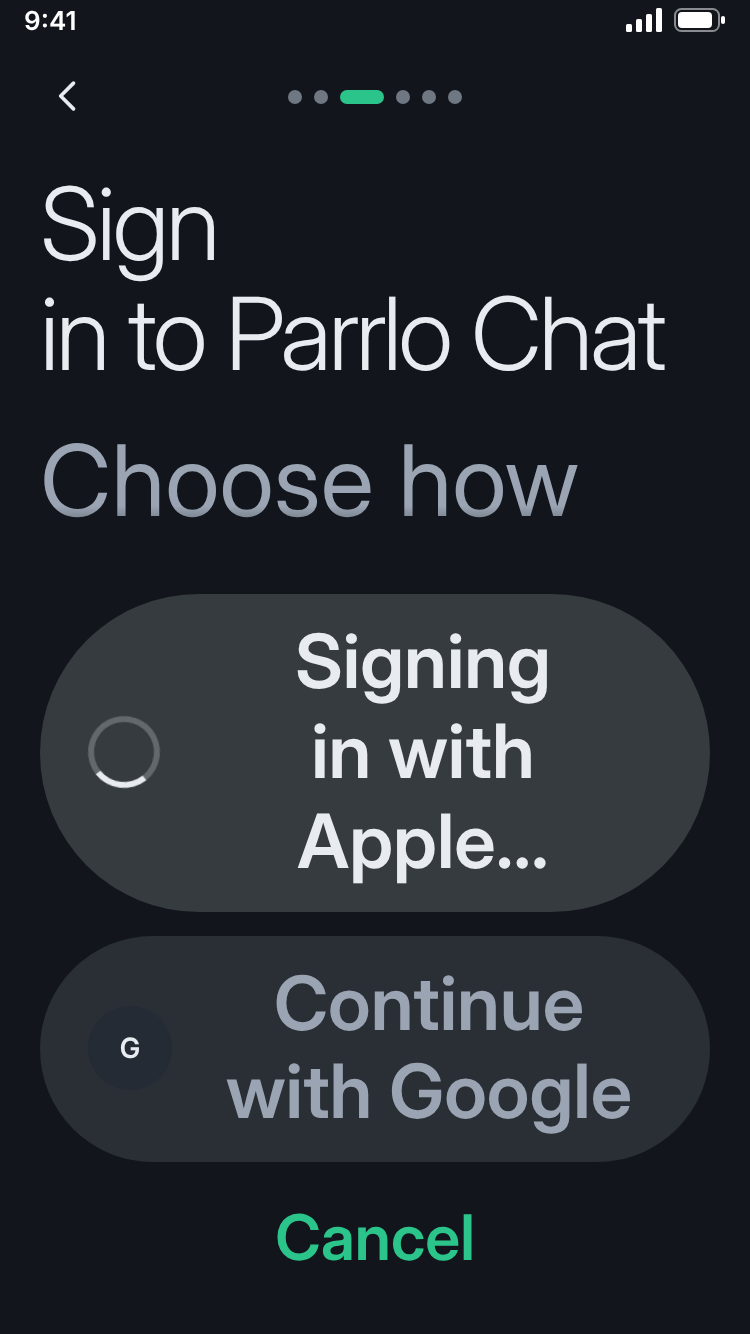 9:41
Sign
in to Parrlo Chat
Choose how
Signing
in with
Apple...
G
Continue
with Google
Cancel